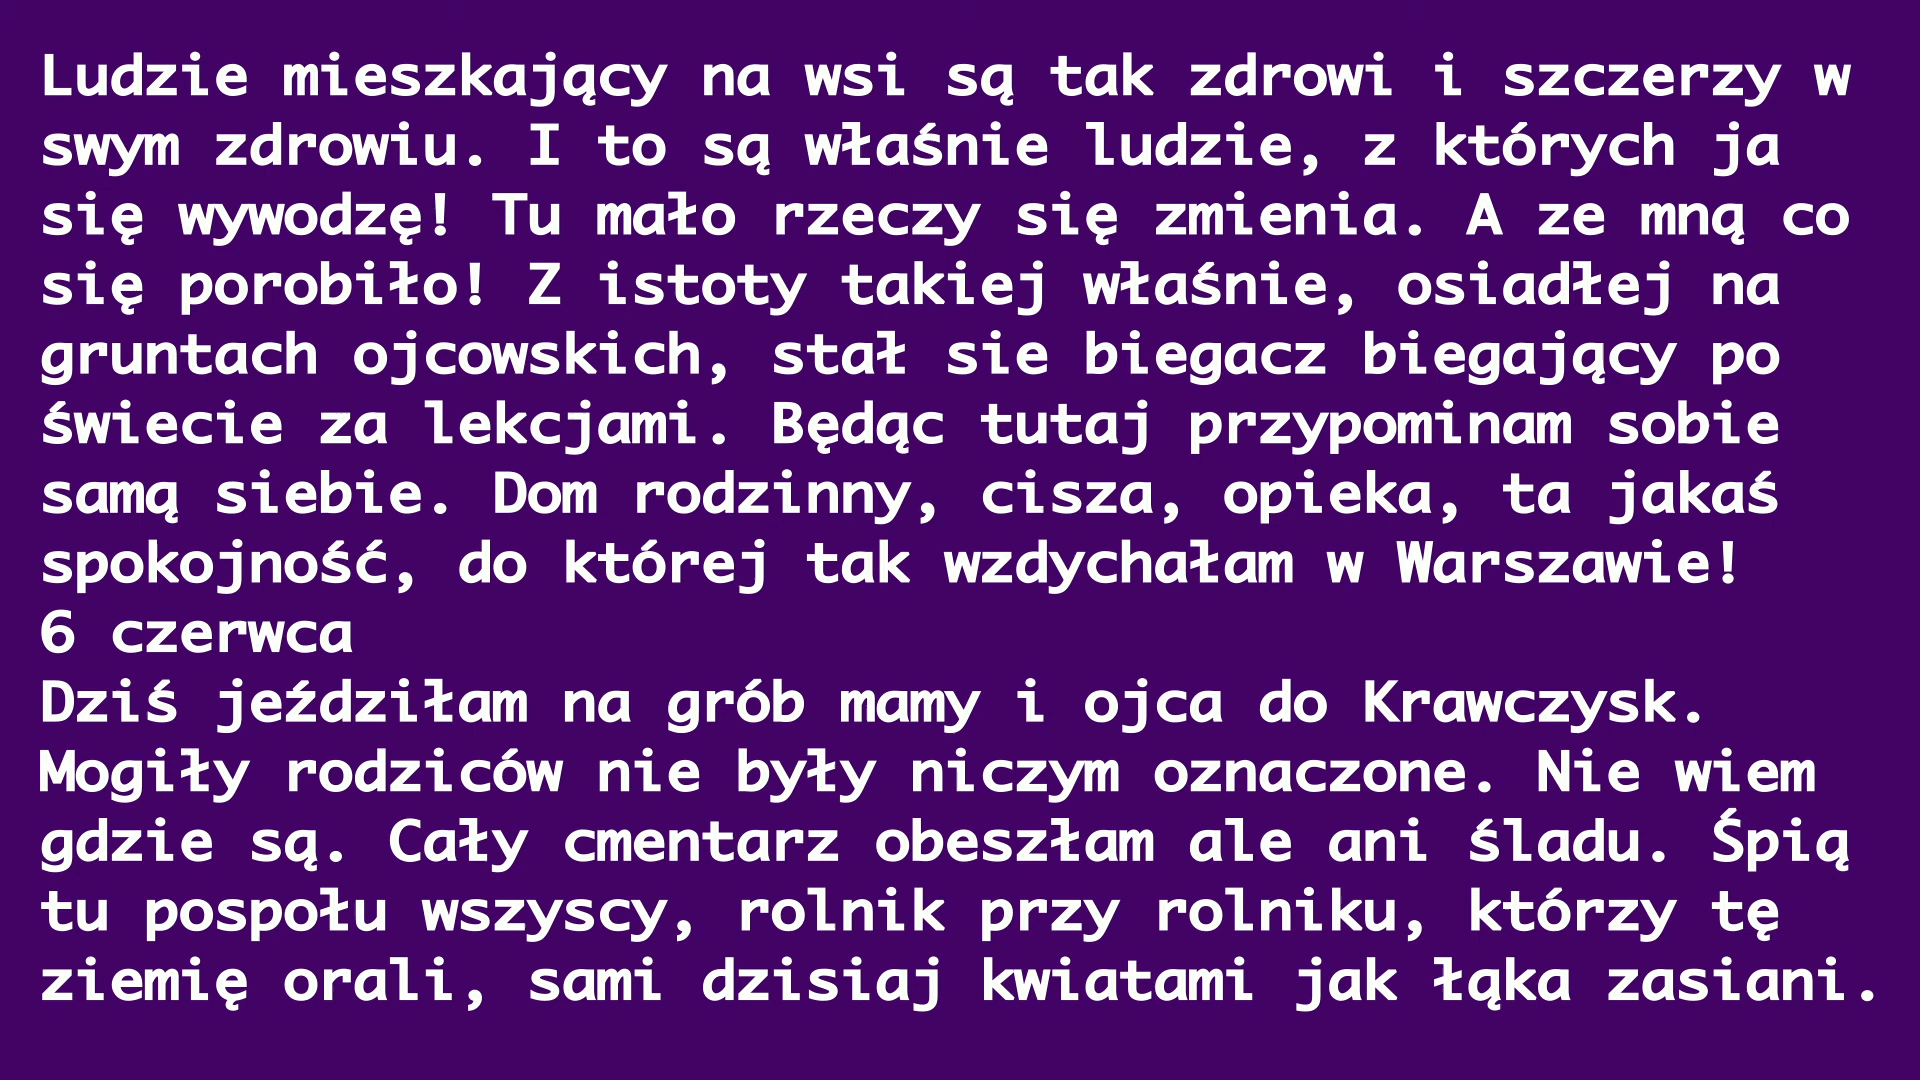 Ludzie mieszkający na wsi są tak zdrowi i szczerzy w
swym zdrowiu. I to są właśnie ludzie, z których ja
się wywodzę! Tu mało rzeczy się zmienia. A ze mną co
się porobiło! Z istoty takiej właśnie, osiadłej na
gruntach ojcowskich, stał sie biegacz biegający po
świecie za lekcjami. Będąc tutaj przypominam sobie
samą siebie. Dom rodzinny, cisza, opieka, ta jakaś
spokojność, do której tak wzdychałam w Warszawie!
6 czerwca
Dziś jeździłam na grób mamy i ojca do Krawczysk.
Mogiły rodziców nie były niczym oznaczone. Nie wiem
gdzie są. Cały cmentarz obeszłam ale ani śladu. Śpią
tu pospołu wszyscy, rolnik przy rolniku, którzy tę
ziemię orali, sami dzisiaj kwiatami jak łąka zasiani.